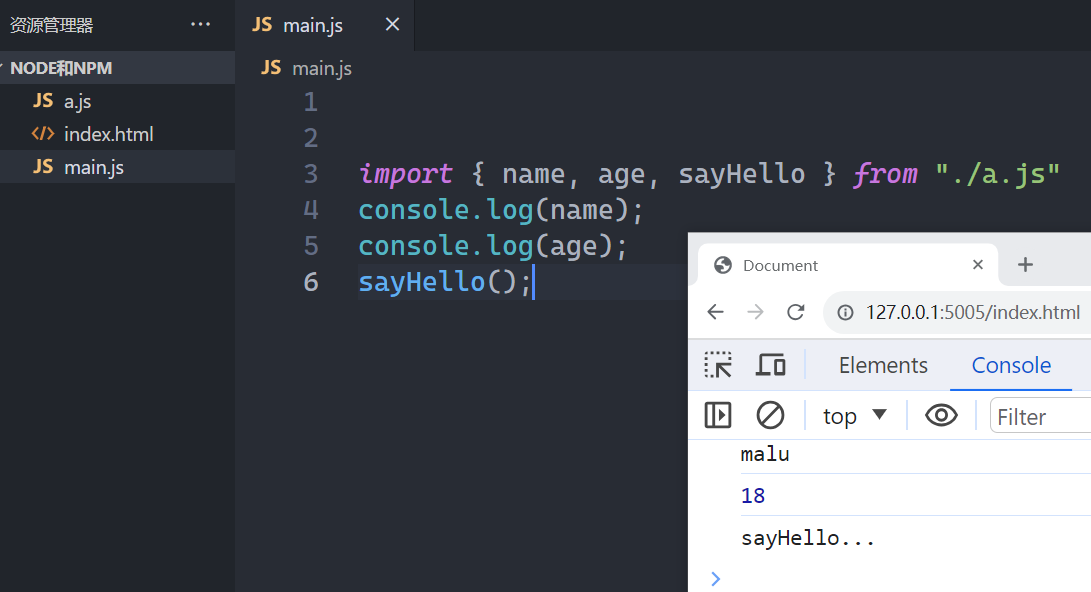 资源管理器 ...
NODE和NPM
JS a.js
</> index.html
JS main.js
JS main.js
JS main.js
1
2
3 import { name, age, sayHello } from "./a.js"
4 console.log(name);
5 console.log(age);
6 sayHello();
Document
127.0.0.1:5005/index.html
Elements Console
top Filter
malu
18
sayHello...